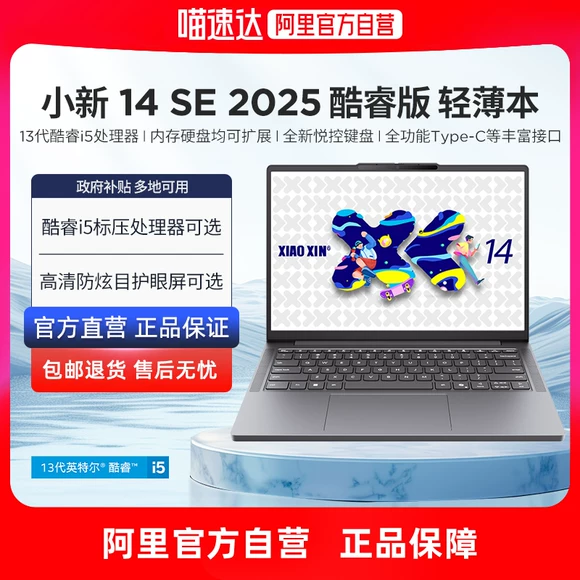 喵速达 阿里官方自营
小新 14 SE 2025 酷睿版 轻薄本
13代酷睿i5处理器 | 内存硬盘均可扩展 | 全新悦控键盘 | 全功能Type-C等丰富接口
政府补贴 多地可用
酷睿i5标压处理器可选
高清防炫目护眼屏可选
官方直营 正品保证
包邮退货 售后无忧
XIAO XIN® 14
13代英特尔® 酷睿™ i5
阿里官方自营 正品保障